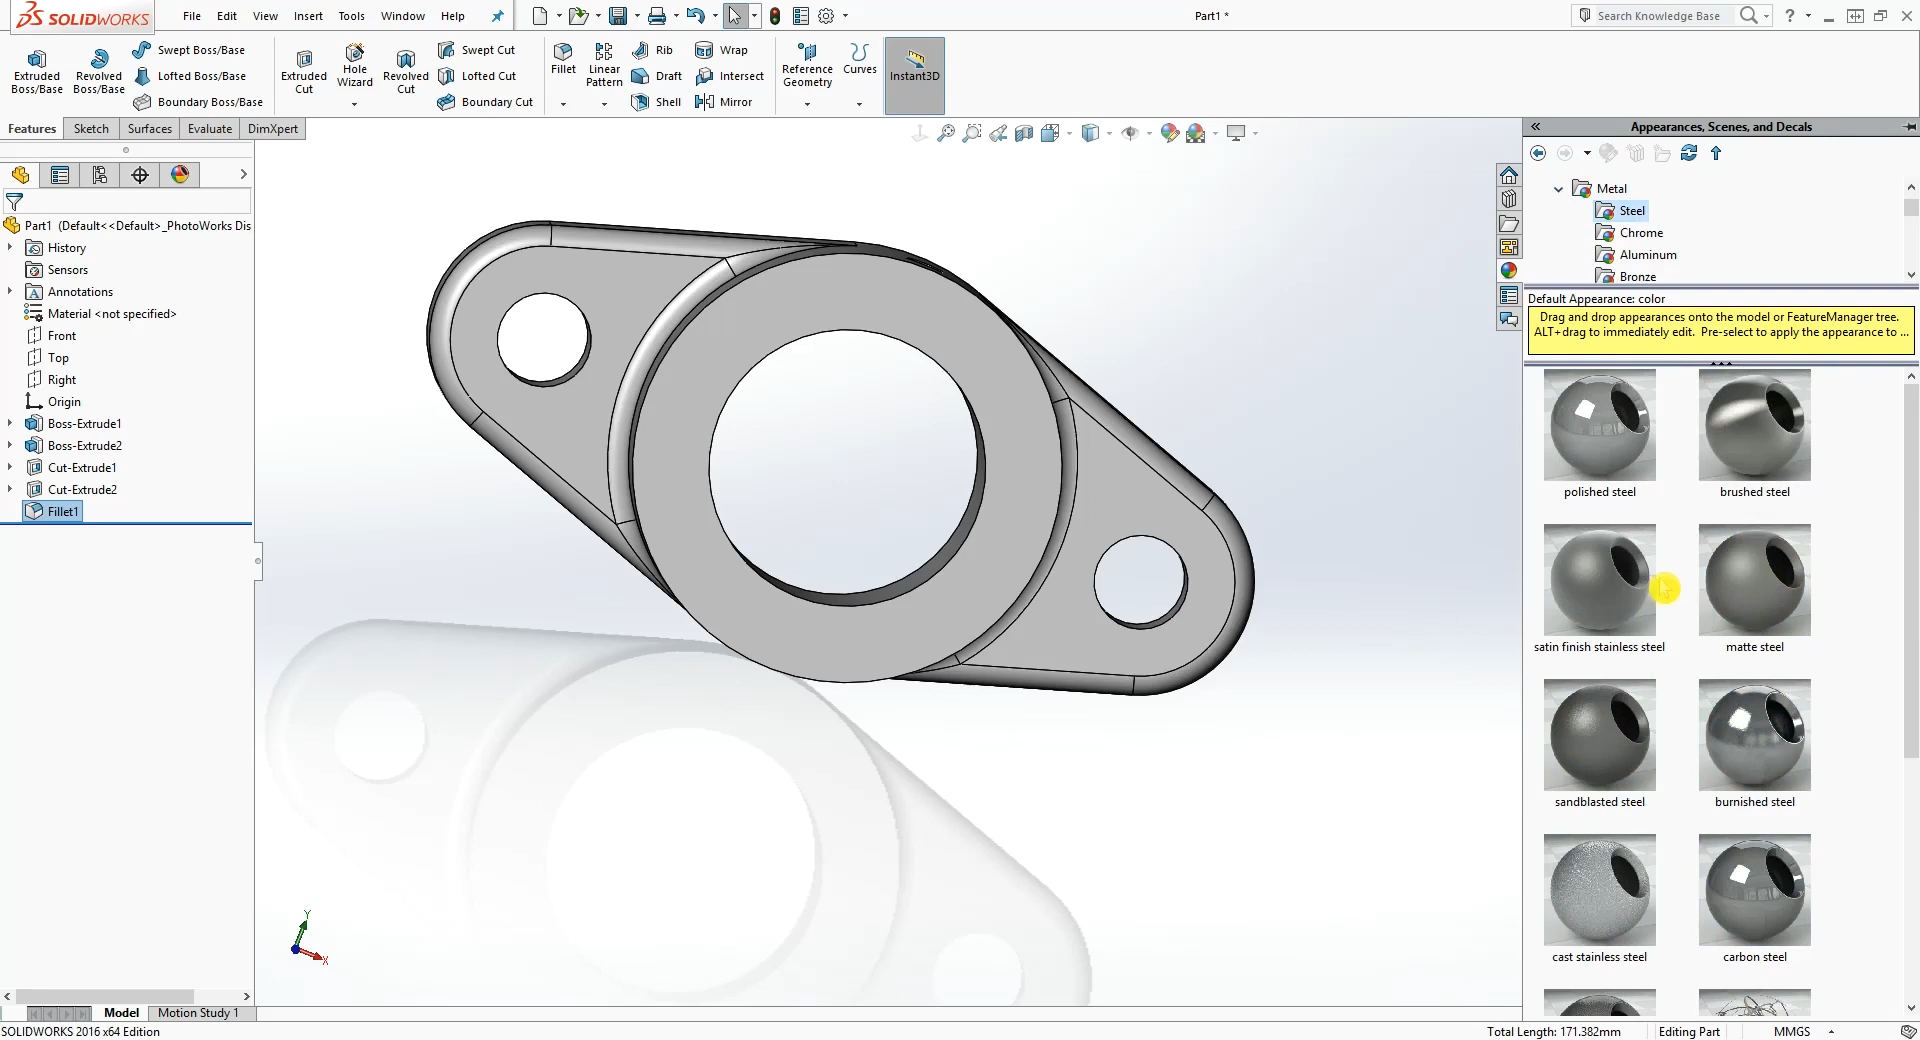 SOLIDWORKS
File Edit View Insert Tools Window Help
Part1 *
Search Knowledge Base
Extruded Boss/Base
Revolved Boss/Base
Swept Boss/Base
Lofted Boss/Base
Boundary Boss/Base
Extruded Cut
Hole Wizard
Revolved Cut
Swept Cut
Lofted Cut
Boundary Cut
Fillet
Linear Pattern
Rib
Draft
Shell
Wrap
Intersect
Mirror
Reference Geometry
Curves
Instant3D
Features Sketch Surfaces Evaluate DimXpert
Part1 (Default<<Default>_PhotoWorks Dis
History
Sensors
Annotations
Material <not specified>
Front
Top
Right
Origin
Boss-Extrude1
Boss-Extrude2
Cut-Extrude1
Cut-Extrude2
Fillet1
Y
X
Appearances, Scenes, and Decals
Metal
Steel
Chrome
Aluminum
Bronze
Default Appearance: color
Drag and drop appearances onto the model or FeatureManager tree.
ALT+drag to immediately edit. Pre-select to apply the appearance to ...
polished steel
brushed steel
satin finish stainless steel
matte steel
sandblasted steel
burnished steel
cast stainless steel
carbon steel
Model Motion Study 1
SOLIDWORKS 2016 x64 Edition
Total Length: 171.382mm Editing Part MMGS